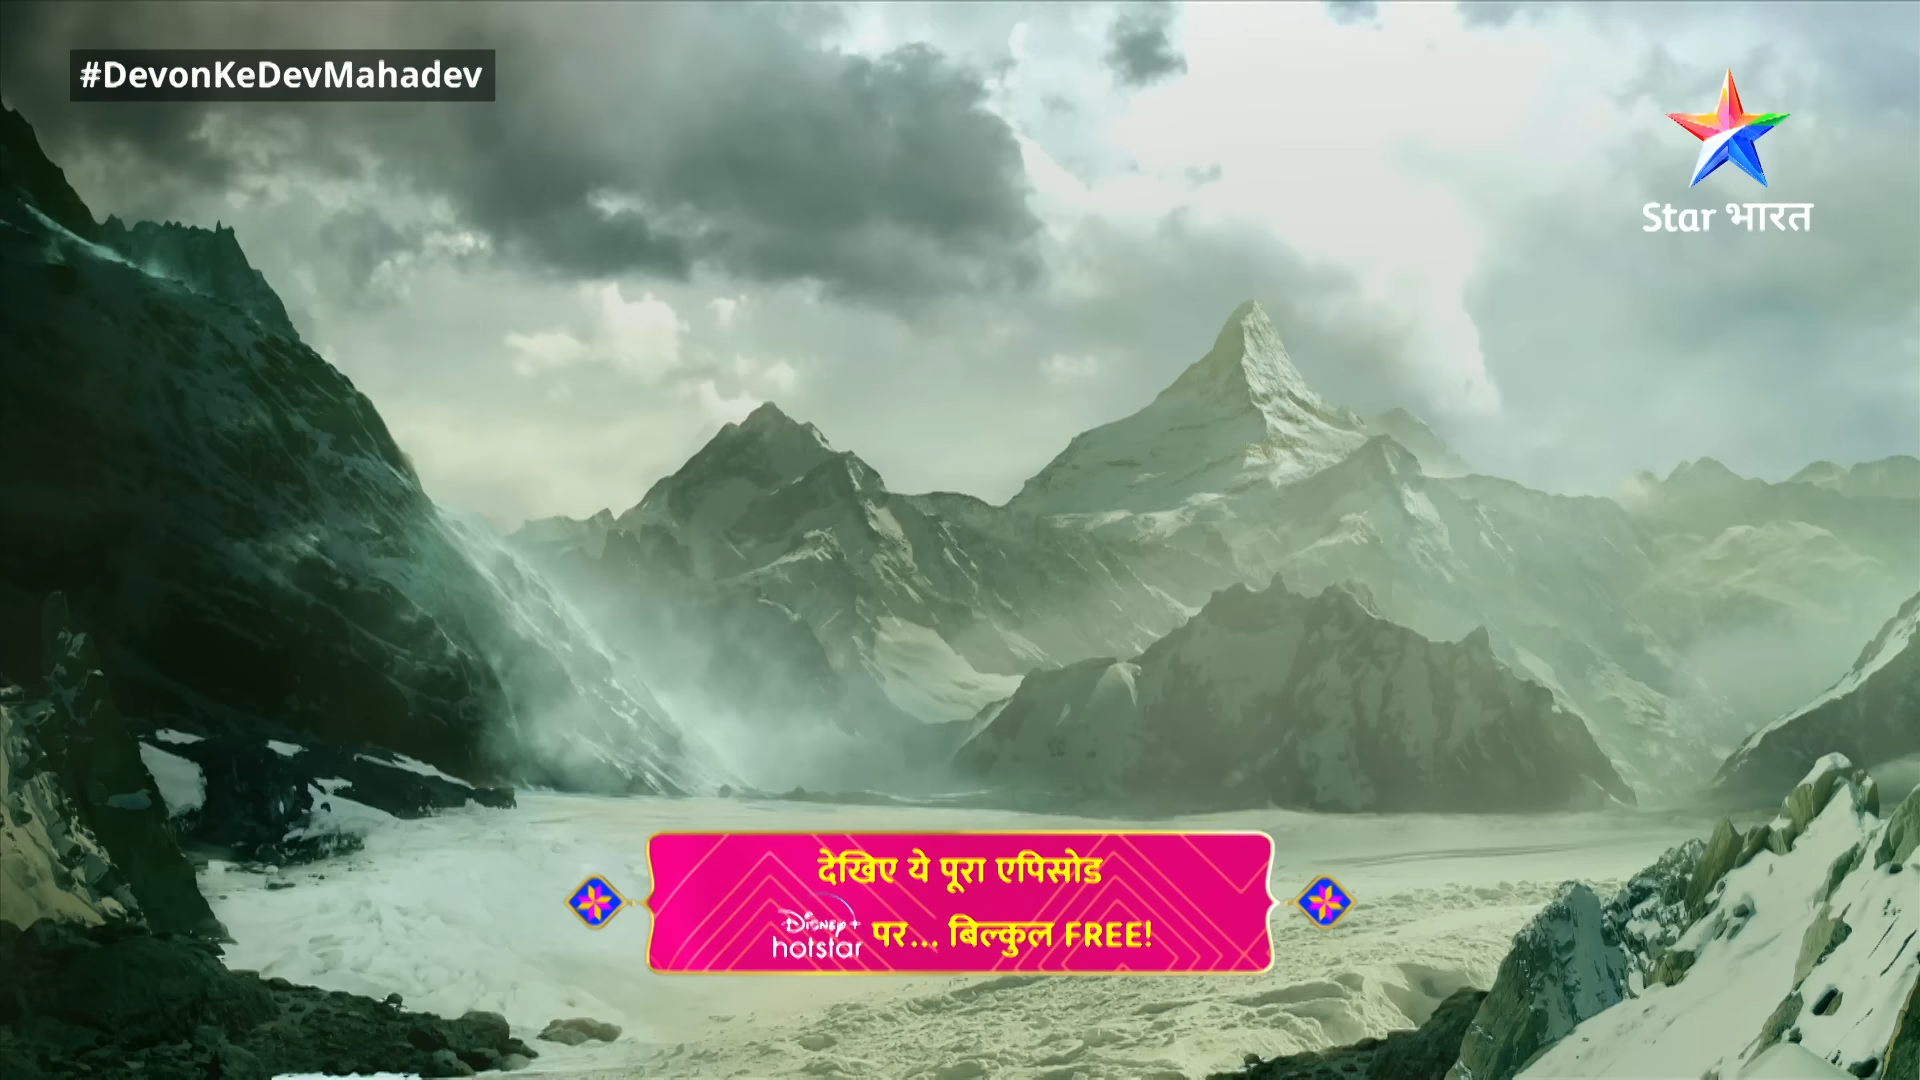 #DevonKeDevMahadev
Star भारत
देखिए ये पूरा एपिसोड
Disney+ hotstar पर... बिल्कुल FREE!